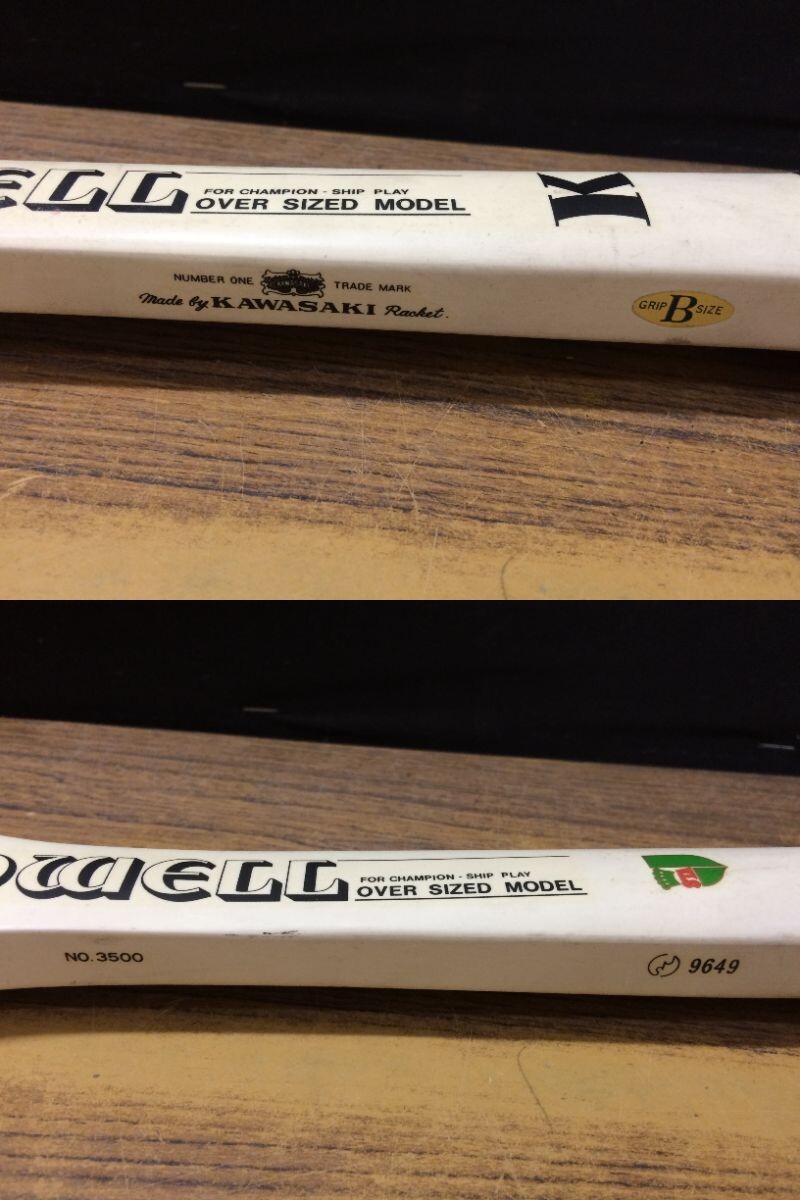 ELL
FOR CHAMPION - SHIP PLAY
OVER SIZED MODEL
K
NUMBER ONE TRADE MARK
Made by KAWASAKI Racket.
GRIP B SIZE
OWELL
FOR CHAMPION - SHIP PLAY
OVER SIZED MODEL
NO. 3500
9649